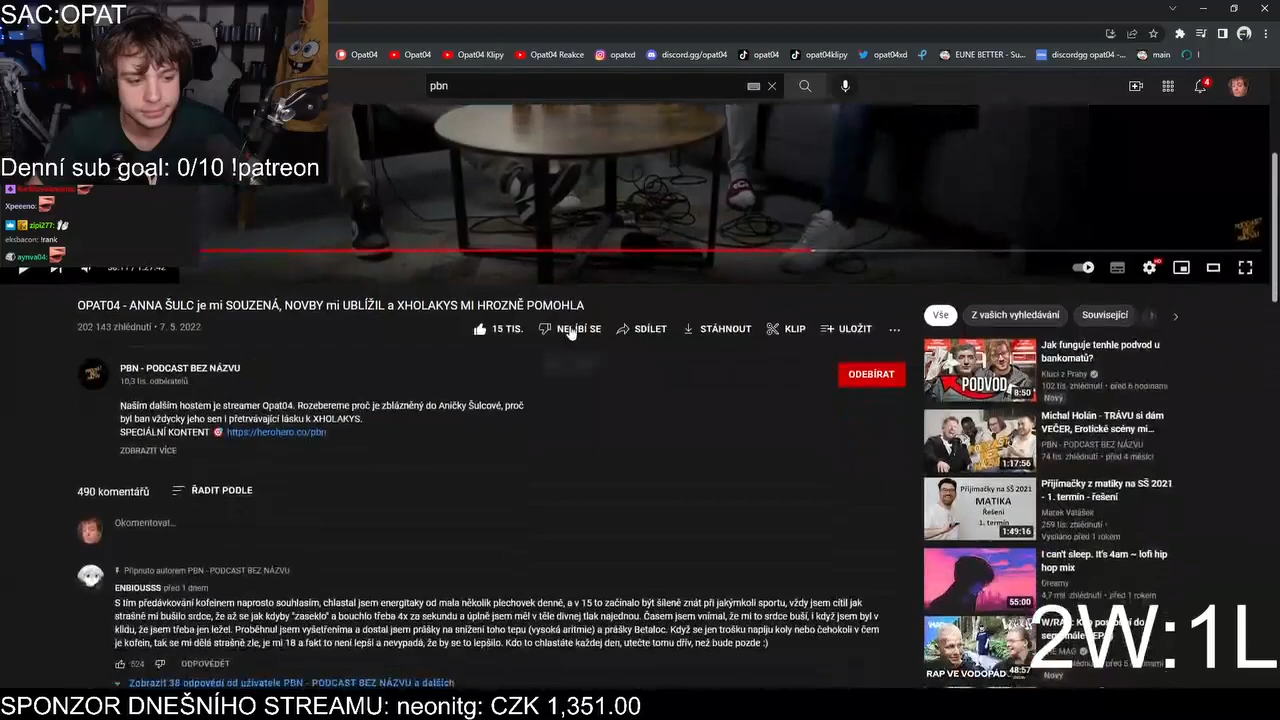 SAC:OPAT
Denní sub goal: 0/10 !patreon
Xpeeeno:
zipi277:
eksbacon: !rank
aynva04:
Opat04
Opat04
Opat04 Klipy
Opat04 Reakce
opatxd
discord.gg/opat04
opat04
opat04klipy
opat04xd
EUNE BETTER - Su...
discordgg opat04 -...
main
pbn
4
HD
OPAT04 - ANNA ŠULC je mi SOUZENÁ, NOVBY mi UBLÍŽIL a XHOLAKYS MI HROZNĚ POMOHLA
202 143 zhlédnutí • 7. 5. 2022
15 TIS.
NELÍBÍ SE
SDÍLET
STÁHNOUT
KLIP
ULOŽIT
PBN - PODCAST BEZ NÁZVU
10,3 tis. odběratelů
ODEBÍRAT
Naším dalším hostem je streamer Opat04. Rozebereme proč je zblázněný do Aničky Šulcové, proč
byl ban vždycky jeho sen i přetrvávající lásku k XHOLAKYS.
SPECIÁLNÍ KONTENT https://herohero.co/pbn
ZOBRAZIT VÍCE
490 komentářů
ŘADIT PODLE
Okomentovat...
Připnuto autorem PBN - PODCAST BEZ NÁZVU
ENBIOUSSS před 1 dnem
S tím předávkování kofeinem naprosto souhlasím, chlastal jsem energitaky od mala několik plechovek denně, a v 15 to začínalo být šíleně znát při jakýmkoli sportu, vždy jsem cítil jak
strašně mi bušilo srdce, že až se jak kdyby "zaseklo" a bouchlo třeba 4x za sekundu a úplně jsem měl v těle divnej tlak najednou. Časem jsem vnímal, že mi to srdce buší, i když jsem byl v
klidu, že jsem třeba jen ležel. Proběhnul jsem vyšetřeníma a dostal jsem prášky na snížení toho tepu (vysoká aritmie) a prášky Betaloc. Když se jen trošku napiju koly nebo čehokoli v čem
je kofein, tak se mi dělá strašně zle, je mi 18 a fakt to není lepší a nevypadá, že by se to lepšilo. Kdo to chlastáte každej den, utečte tomu dřív, než bude pozdě :)
524
ODPOVĚDĚT
Zobrazit 38 odpovědí od uživatele PBN - PODCAST BEZ NÁZVU a dalších
Vše
Z vašich vyhledávání
Související
PODVOD
8:50
Jak funguje tenhle podvod u
bankomatů?
Kluci z Prahy
102 tis. zhlédnutí • před 6 hodinami
Nový
1:17:56
Michal Holán - TRÁVU si dám
VEČER, Erotické scény mi...
PBN - PODCAST BEZ NÁZVU
74 tis. zhlédnutí • před 4 měsíci
Přijímačky z matiky na SŠ 2021
MATIKA
Řešení
1. termín
1:49:16
Přijímačky z matiky na SŠ 2021
- 1. termín - řešení
Marek Valášek
259 tis. zhlédnutí •
Vysíláno před 1 rokem
55:00
I can't sleep. It's 4am ~ lofi hip
hop mix
Dreamy
RAP VE VODOPÁD
48:57
Nový
2W:1L
SPONZOR DNEŠNÍHO STREAMU: neonitg: CZK 1,351.00